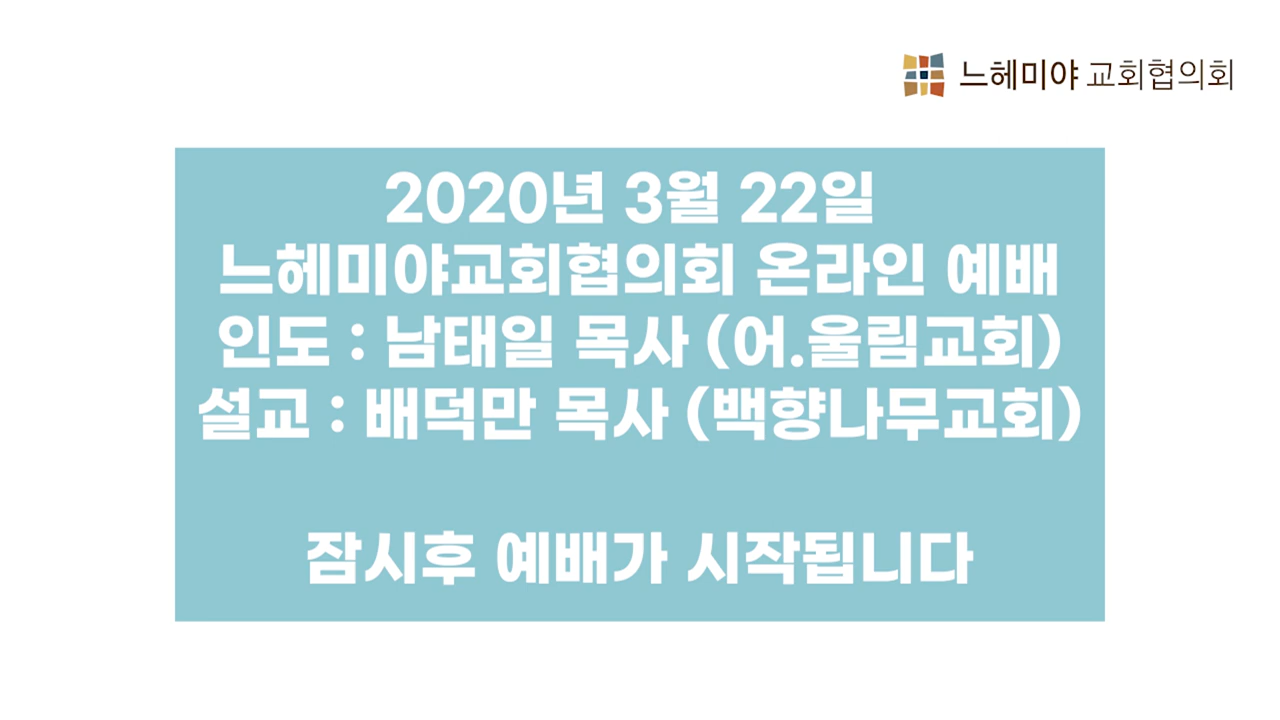 느헤미야 교회협의회
2020년 3월 22일
느헤미야교회협의회 온라인 예배
인도 : 남태일 목사 (어.울림교회)
설교 : 배덕만 목사 (백향나무교회)
잠시후 예배가 시작됩니다